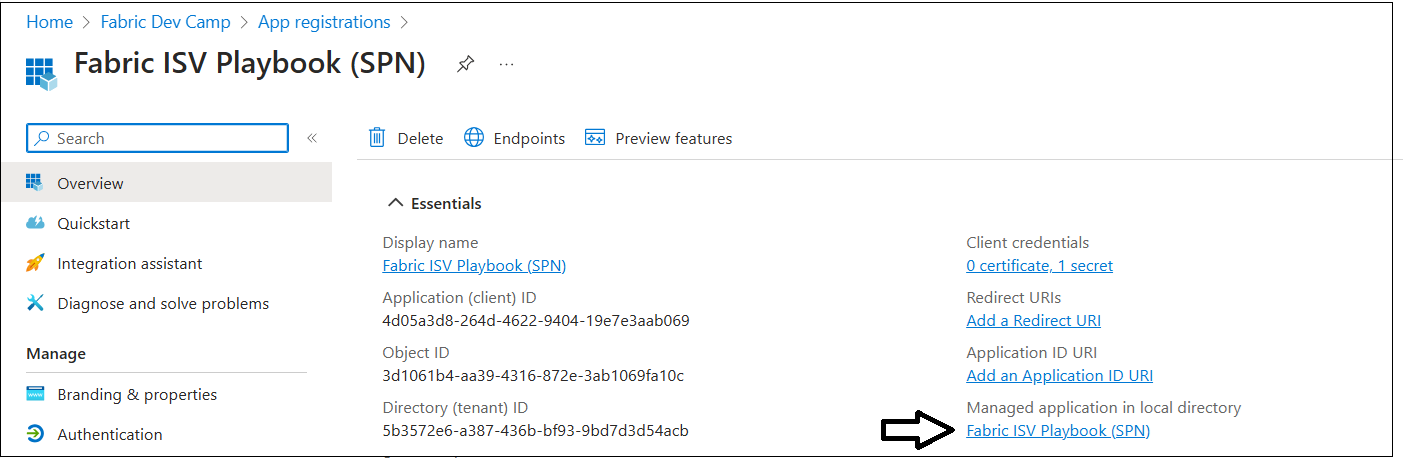 Home > Fabric Dev Camp > App registrations >
Fabric ISV Playbook (SPN) ...
Search «
Overview
Quickstart
Integration assistant
Diagnose and solve problems
Manage
Branding & properties
Authentication
Delete Endpoints Preview features
Essentials
Display name
Fabric ISV Playbook (SPN)
Application (client) ID
4d05a3d8-264d-4622-9404-19e7e3aab069
Object ID
3d1061b4-aa39-4316-872e-3ab1069fa10c
Directory (tenant) ID
5b3572e6-a387-436b-bf93-9bd7d3d54acb
Client credentials
0 certificate, 1 secret
Redirect URIs
Add a Redirect URI
Application ID URI
Add an Application ID URI
Managed application in local directory
Fabric ISV Playbook (SPN)